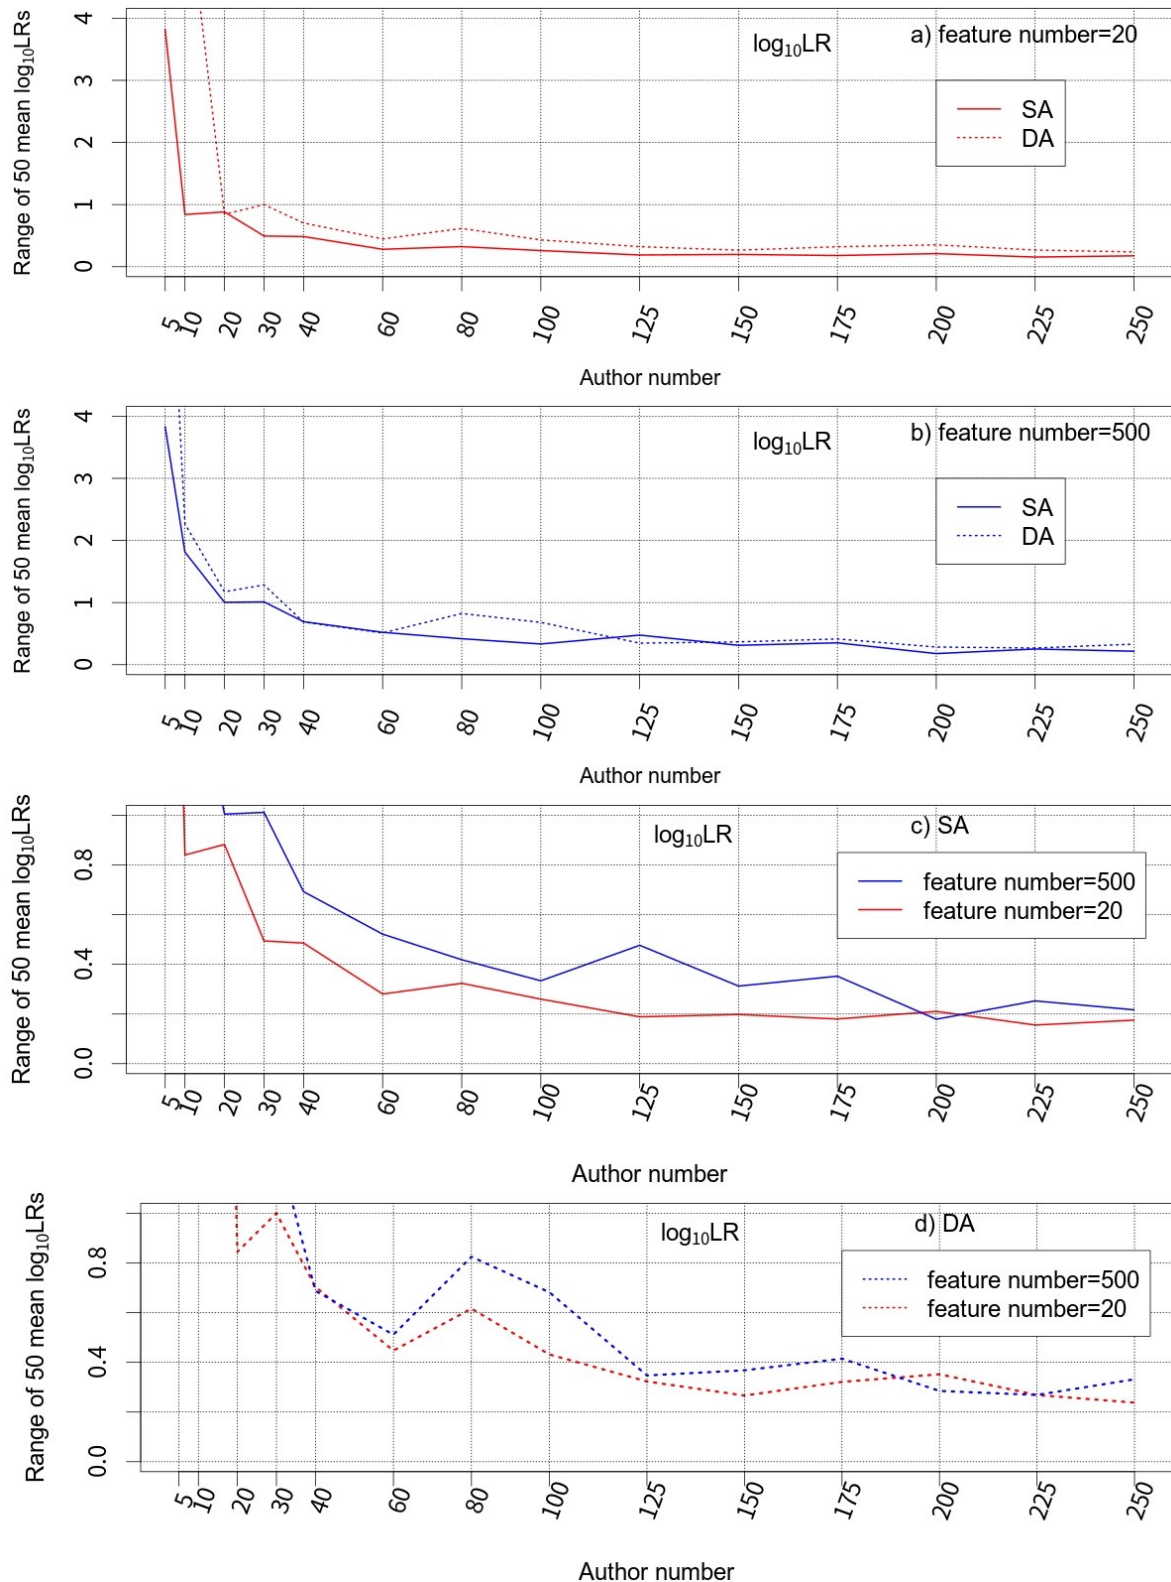 a) feature number=20
log10LR
SA
DA
Range of 50 mean log10LRs
4
3
2
1
0
5 10 20 30 40 60 80 100 125 150 175 200 225 250
Author number
b) feature number=500
log10LR
SA
DA
Range of 50 mean log10LRs
4
3
2
1
0
5 10 20 30 40 60 80 100 125 150 175 200 225 250
Author number
c) SA
log10LR
feature number=500
feature number=20
Range of 50 mean log10LRs
0.8
0.4
0.0
5 10 20 30 40 60 80 100 125 150 175 200 225 250
Author number
d) DA
log10LR
feature number=500
feature number=20
Range of 50 mean log10LRs
0.8
0.4
0.0
5 10 20 30 40 60 80 100 125 150 175 200 225 250
Author number